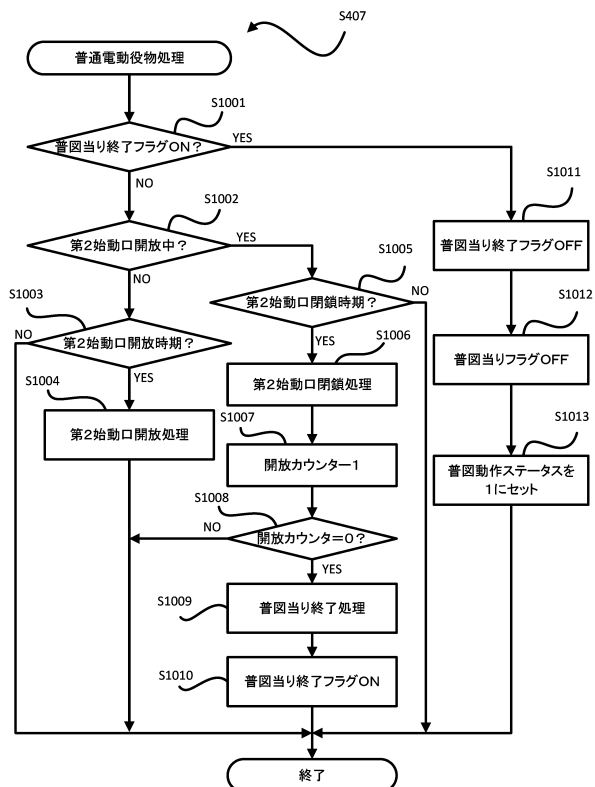 S407
普通電動役物処理
S1001
普図当り終了フラグON？
YES
NO
S1011
普図当り終了フラグOFF
S1002
第2始動口開放中？
YES
NO
S1005
第2始動口閉鎖時期？
NO
YES
S1012
普図当りフラグOFF
S1003
第2始動口開放時期？
NO
YES
S1006
第2始動口閉鎖処理
S1004
第2始動口開放処理
S1007
開放カウンター1
S1013
普図動作ステータスを
1にセット
S1008
開放カウンタ＝0？
NO
YES
S1009
普図当り終了処理
S1010
普図当り終了フラグON
終了